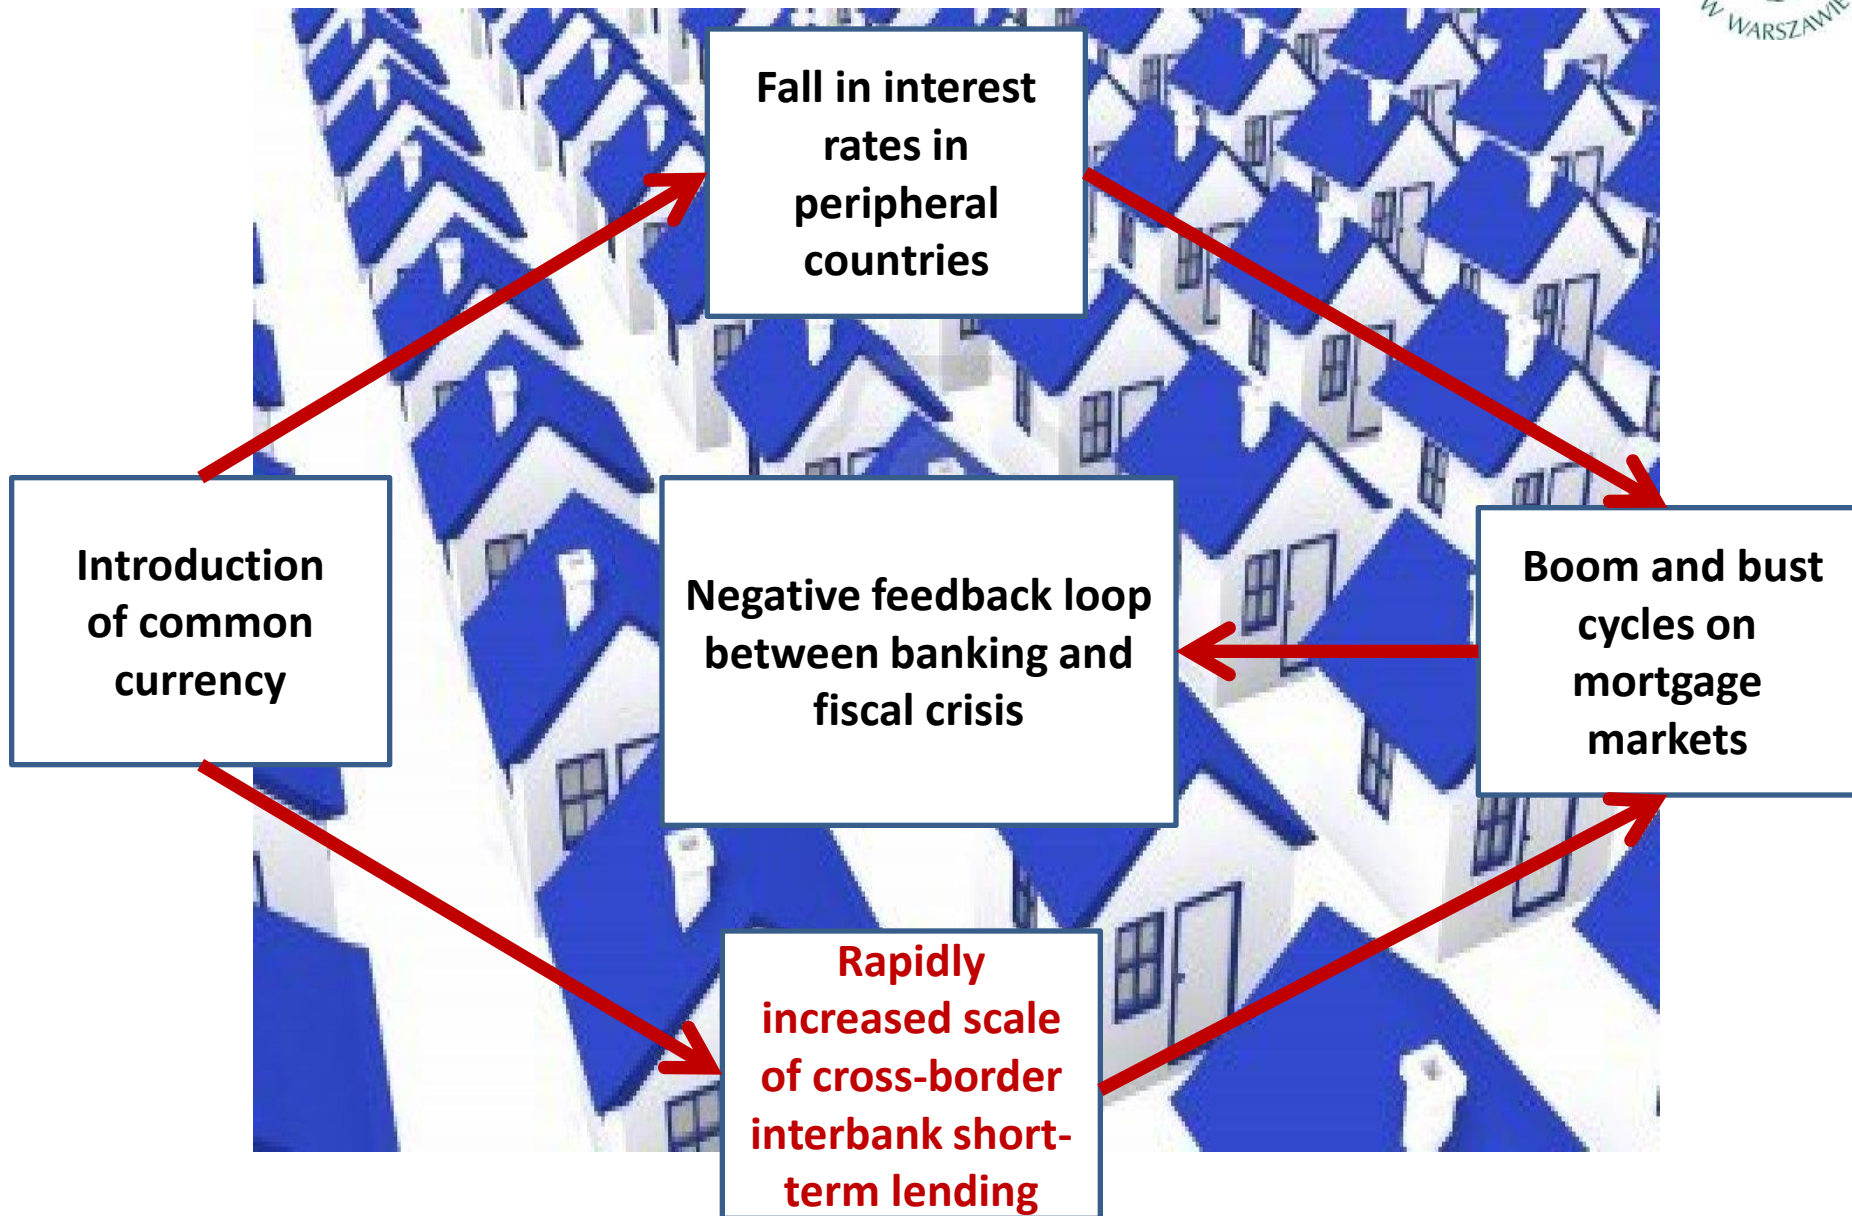 W WARSZAWIE
Fall in interest
rates in
peripheral
countries
Introduction
of common
currency
Negative feedback loop
between banking and
fiscal crisis
Boom and bust
cycles on
mortgage
markets
Rapidly
increased scale
of cross-border
interbank short-
term lending